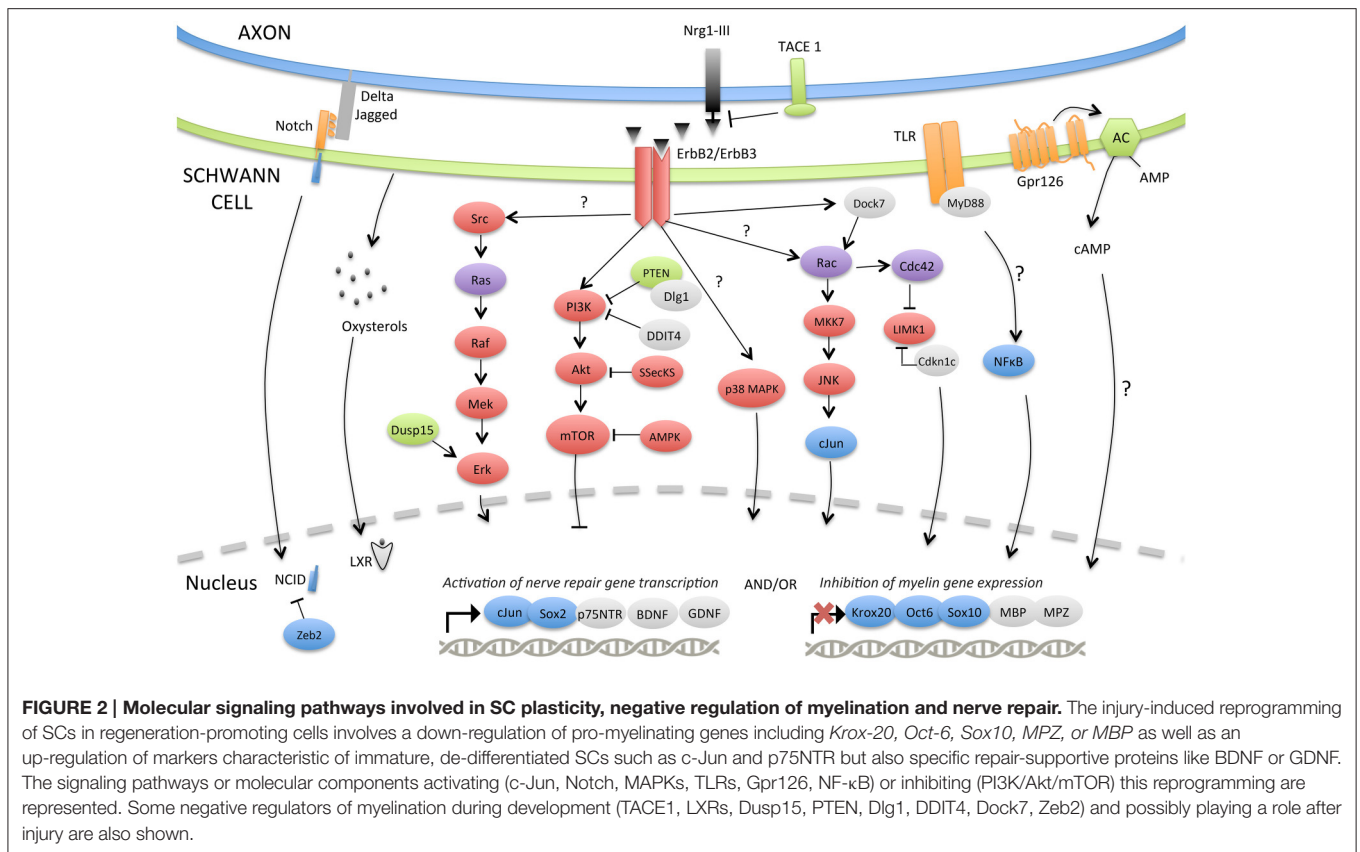 AXON
Nrg1-III
TACE 1
Delta
Jagged
Notch
TLR
AC
ErbB2/ErbB3
Gpr126
AMP
SCHWANN
CELL
MyD88
Dock7
?
Src
?
cAMP
Rac
Cdc42
PTEN
?
?
Ras
Dlg1
PI3K
Oxysterols
MKK7
LIMK1
DDIT4
Raf
NFκB
Cdkn1c
Akt
SSecKS
JNK
p38 MAPK
?
Mek
Dusp15
mTOR
AMPK
cJun
Erk
LXR
Nucleus
NCID
Activation of nerve repair gene transcription
AND/OR
Inhibition of myelin gene expression
cJun
Sox2
p75NTR
BDNF
GDNF
Krox20
Oct6
Sox10
MBP
MPZ
Zeb2
FIGURE 2 | Molecular signaling pathways involved in SC plasticity, negative regulation of myelination and nerve repair. The injury-induced reprogramming
of SCs in regeneration-promoting cells involves a down-regulation of pro-myelinating genes including Krox-20, Oct-6, Sox10, MPZ, or MBP as well as an
up-regulation of markers characteristic of immature, de-differentiated SCs such as c-Jun and p75NTR but also specific repair-supportive proteins like BDNF or GDNF.
The signaling pathways or molecular components activating (c-Jun, Notch, MAPKs, TLRs, Gpr126, NF-κB) or inhibiting (PI3K/Akt/mTOR) this reprogramming are
represented. Some negative regulators of myelination during development (TACE1, LXRs, Dusp15, PTEN, Dlg1, DDIT4, Dock7, Zeb2) and possibly playing a role after
injury are also shown.